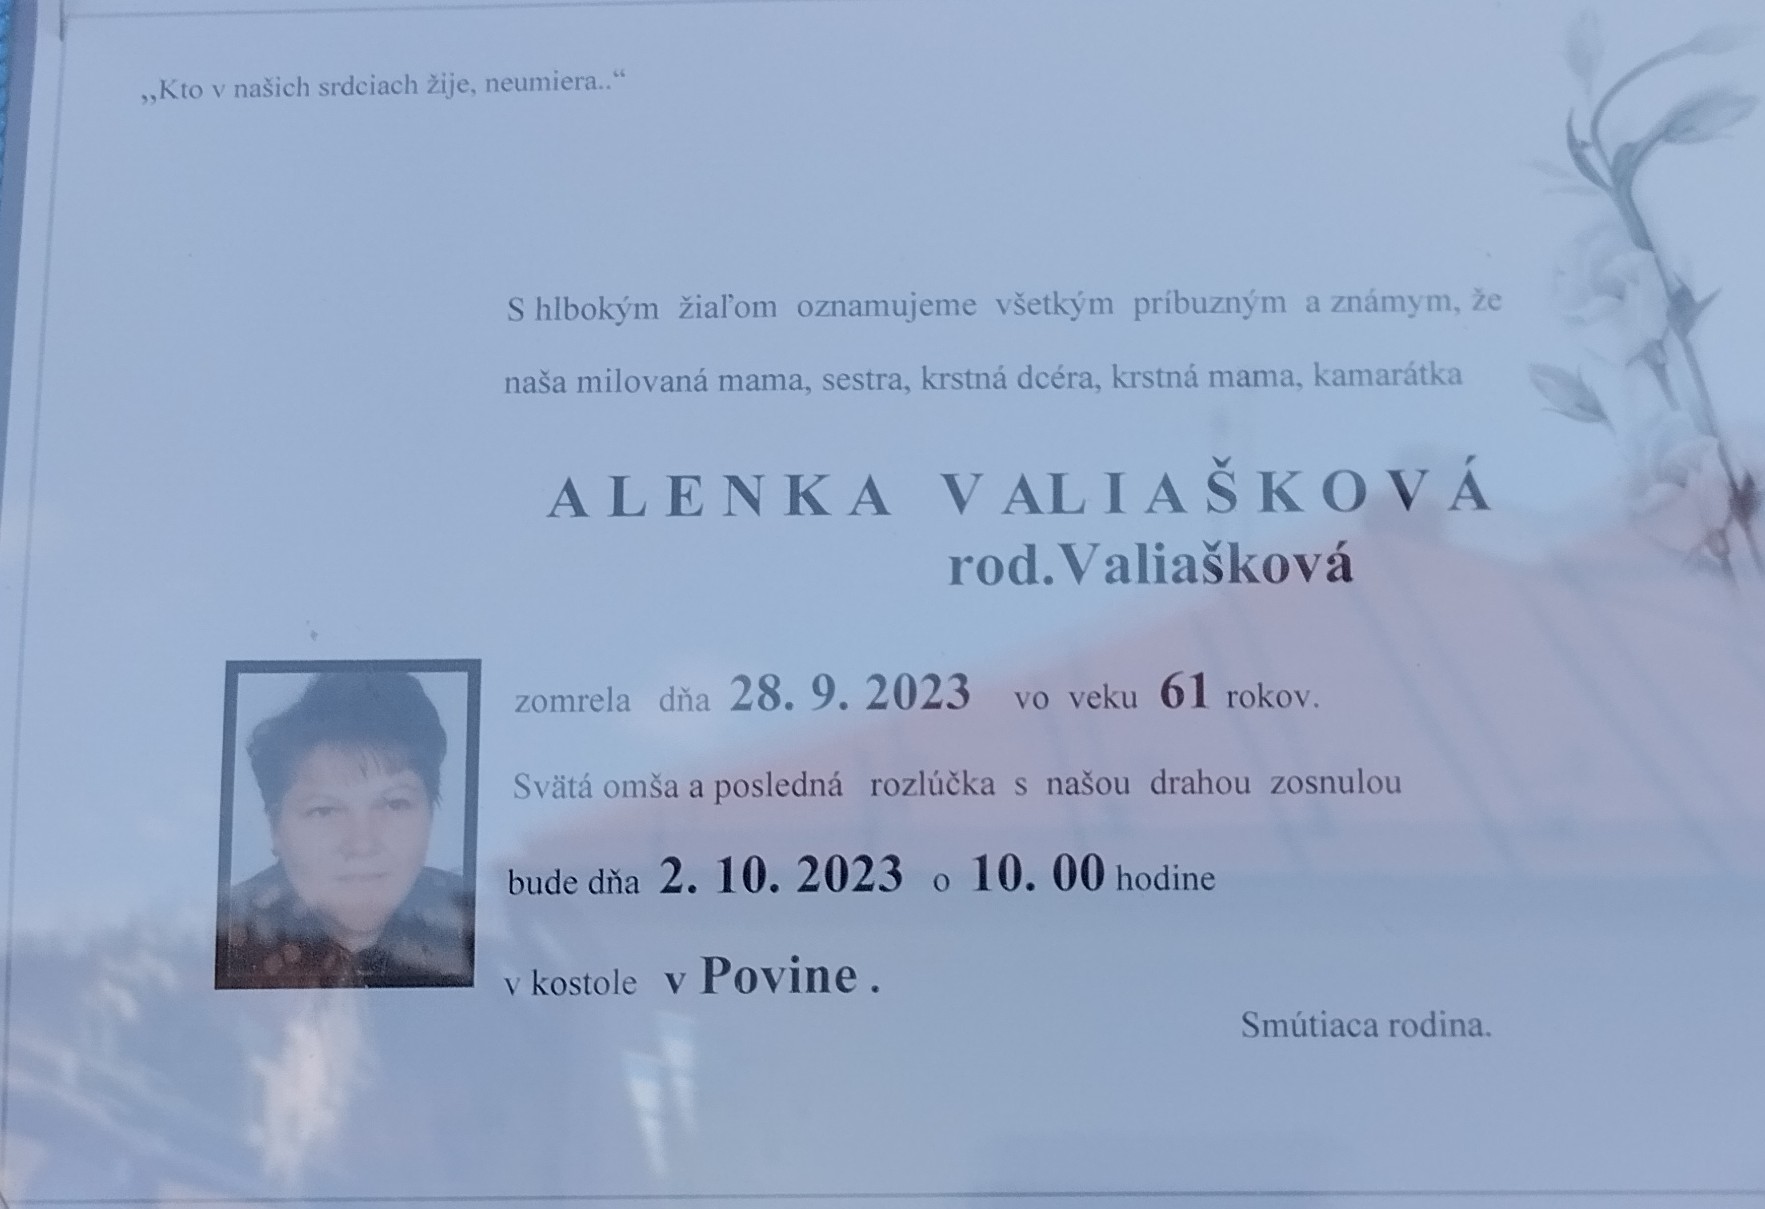 ,,Kto v našich srdciach žije, neumiera..“
S hlbokým žiaľom oznamujeme všetkým príbuzným a známym, že
naša milovaná mama, sestra, krstná dcéra, krstná mama, kamarátka
ALENKA VALIAŠKOVÁ
rod.Valiašková
zomrela dňa 28. 9. 2023 vo veku 61 rokov.
Svätá omša a posledná rozlúčka s našou drahou zosnulou
bude dňa 2. 10. 2023 o 10. 00 hodine
v kostole v Povine .
Smútiaca rodina.